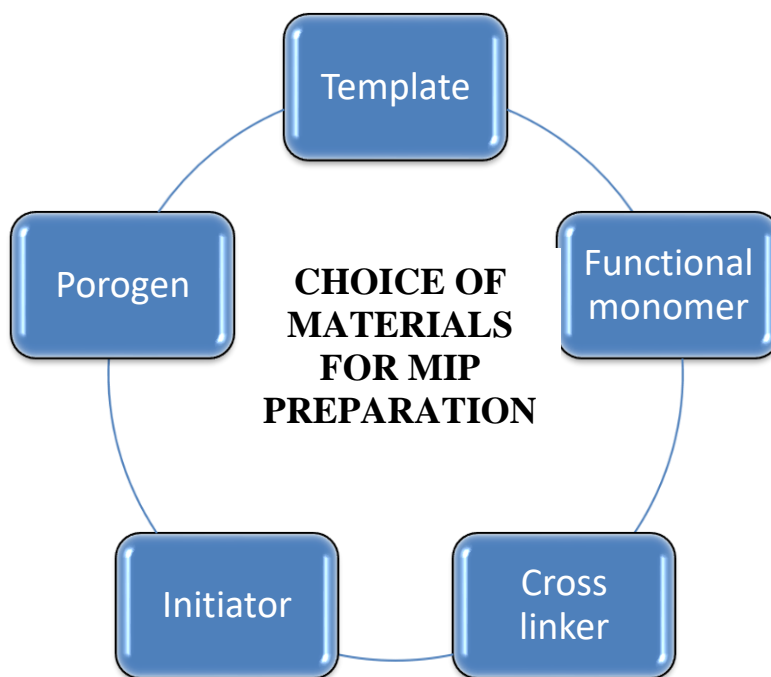 Template
Functional
monomer
Cross
linker
Initiator
Porogen
CHOICE OF
MATERIALS
FOR MIP
PREPARATION